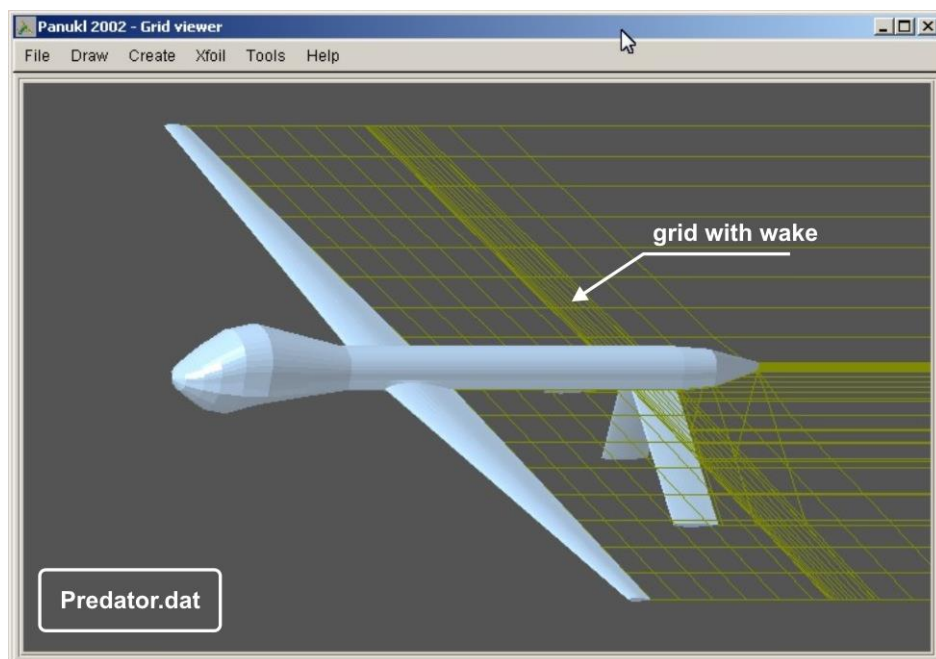 Panukl 2002 - Grid viewer
File Draw Create Xfoil Tools Help
grid with wake
Predator.dat